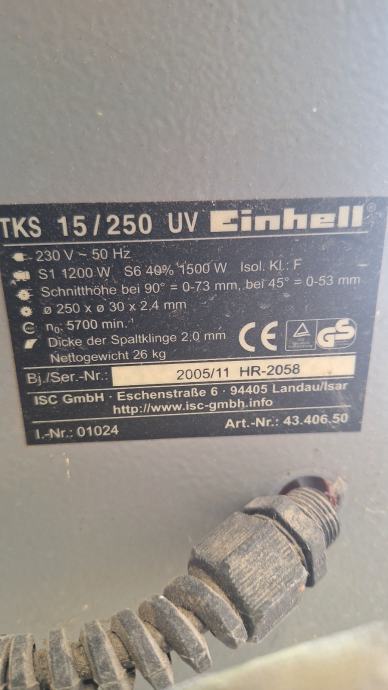 TKS 15/250 UV Einhell®
230 V ~ 50 Hz
S1 1200 W S6 40% 1500 W Isol. Kl.: F
Schnitthöhe bei 90° = 0-73 mm, bei 45° = 0-53 mm
ø 250 x ø 30 x 2.4 mm
n₀: 5700 min.⁻¹
Dicke der Spaltklinge 2,0 mm
Nettogewicht 26 kg
CE GS
Bj./Ser.-Nr.: 2005/11 HR-2058
ISC GmbH · Eschenstraße 6 · 94405 Landau/Isar
http://www.isc-gmbh.info
I.-Nr.: 01024 Art.-Nr.: 43.406.50